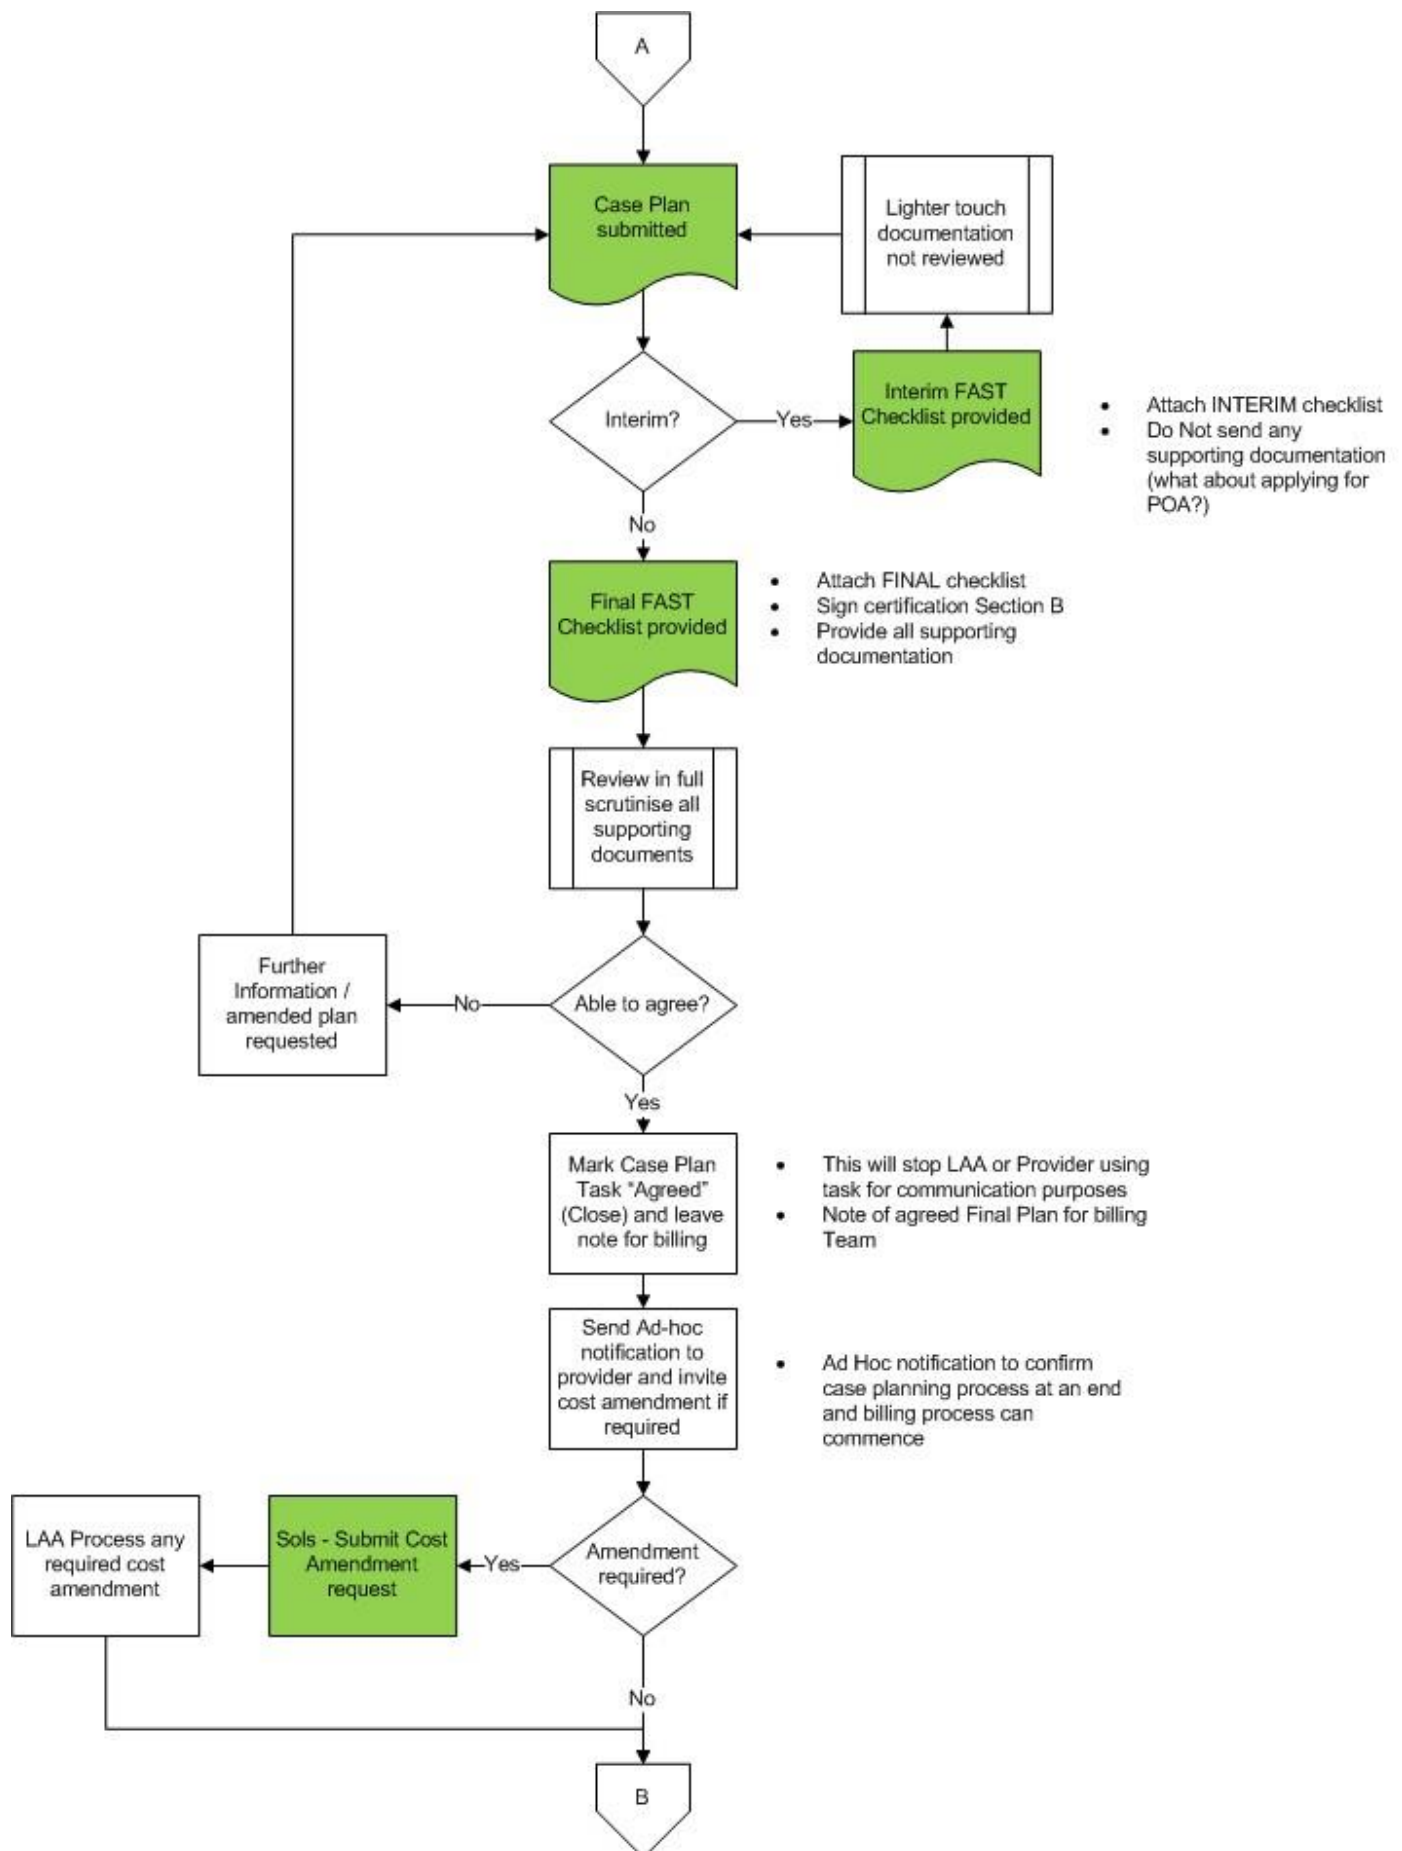 A
Case Plan
submitted
Lighter touch
documentation
not reviewed
Interim?
Yes
Interim FAST
Checklist provided
• Attach INTERIM checklist
• Do Not send any
supporting documentation
(what about applying for
POA?)
No
Final FAST
Checklist provided
• Attach FINAL checklist
• Sign certification Section B
• Provide all supporting
documentation
Review in full
scrutinise all
supporting
documents
Further
Information /
amended plan
requested
No
Able to agree?
Yes
Mark Case Plan
Task “Agreed”
(Close) and leave
note for billing
• This will stop LAA or Provider using
task for communication purposes
• Note of agreed Final Plan for billing
Team
Send Ad-hoc
notification to
provider and invite
cost amendment if
required
• Ad Hoc notification to confirm
case planning process at an end
and billing process can
commence
LAA Process any
required cost
amendment
Sols - Submit Cost
Amendment
request
Yes
Amendment
required?
No
B